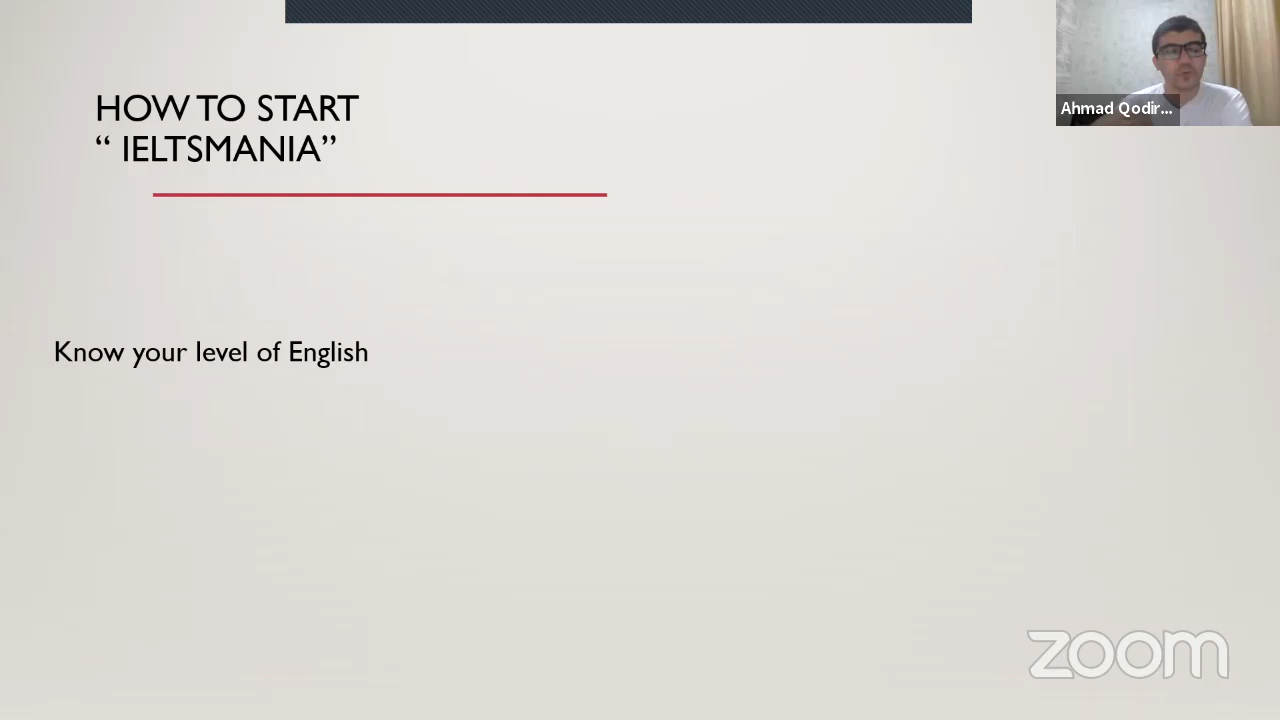 HOW TO START
“ IELTSMANIA”
Ahmad Qodir...
Know your level of English
zoom